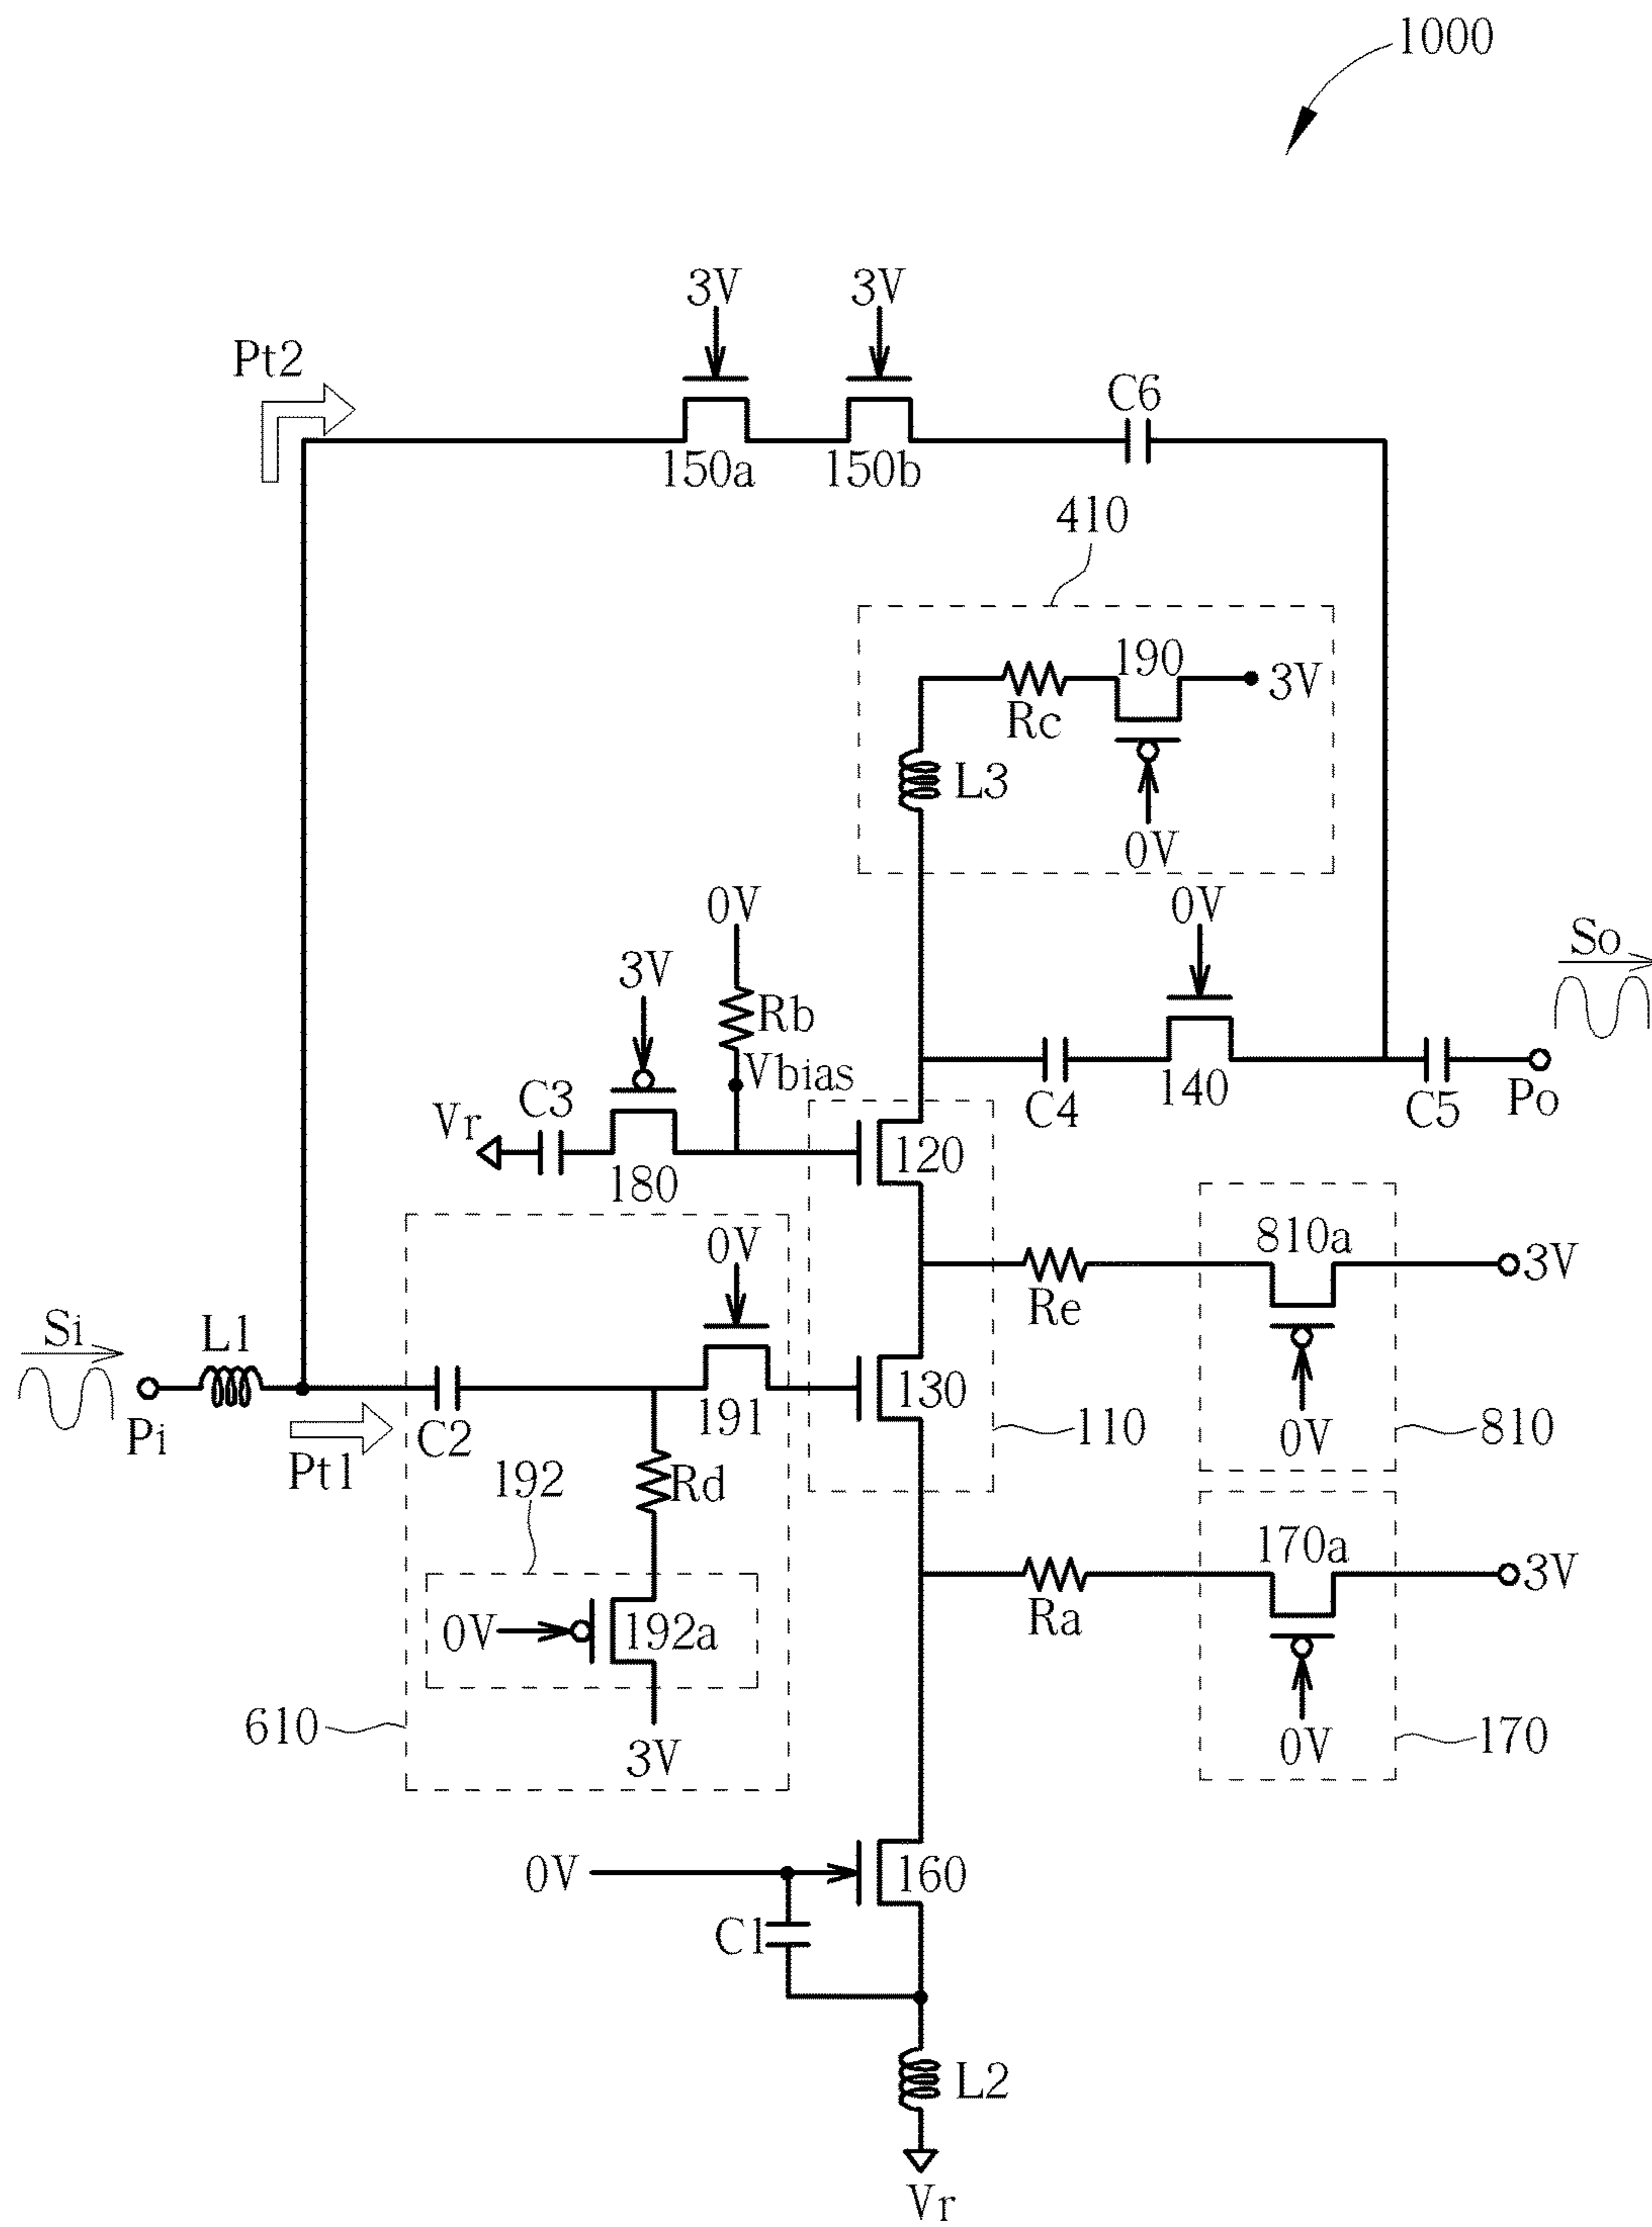 1000
3V
3V
Pt2
C6
150a
150b
410
190
3V
Rc
L3
0V
0V
0V
So
3V
Rb
Vbias
C3
Vr
140
C4
C5
Po
120
180
0V
810a
3V
Re
Si
L1
130
191
Pi
C2
Pt1
110
0V
810
192
Rd
170a
3V
Ra
0V
192a
610
3V
0V
170
0V
160
C1
L2
Vr